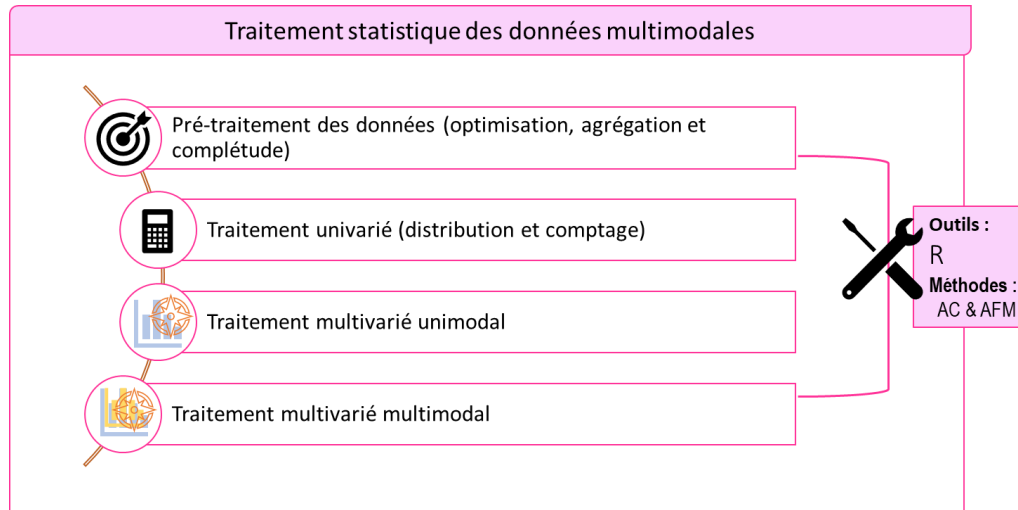 Traitement statistique des données multimodales
Pré-traitement des données (optimisation, agrégation et
complétude)
Traitement univarié (distribution et comptage)
Traitement multivarié unimodal
Traitement multivarié multimodal
Outils :
R
Méthodes :
AC & AFM